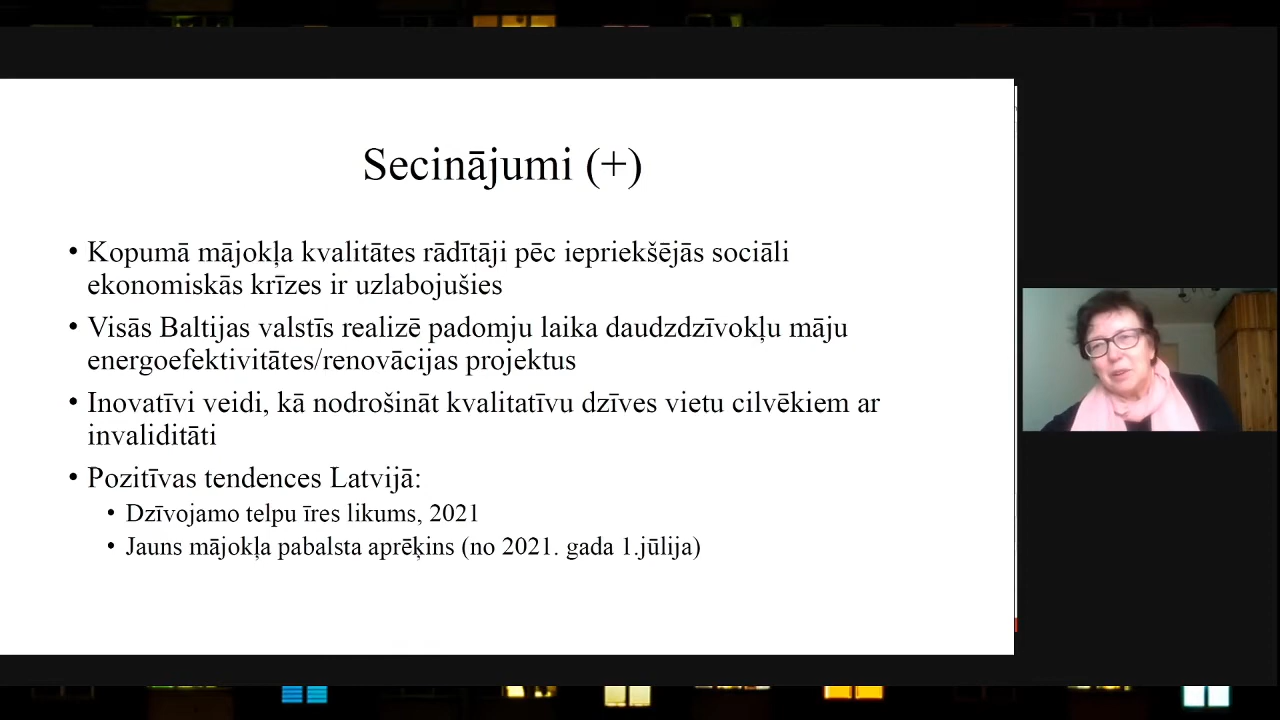 Secinājumi (+)
• Kopumā mājokļa kvalitātes rādītāji pēc iepriekšējās sociāli
ekonomiskās krīzes ir uzlabojušies
• Visās Baltijas valstīs realizē padomju laika daudzdzīvokļu māju
energoefektivitātes/renovācijas projektus
• Inovatīvi veidi, kā nodrošināt kvalitatīvu dzīves vietu cilvēkiem ar
invaliditāti
• Pozitīvas tendences Latvijā:
• Dzīvojamo telpu īres likums, 2021
• Jauns mājokļa pabalsta aprēķins (no 2021. gada 1.jūlija)